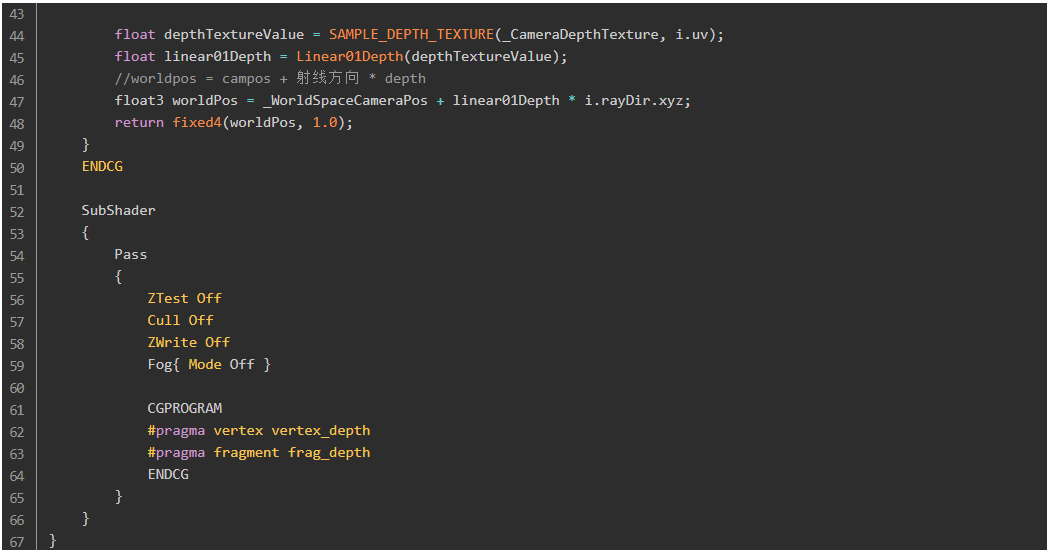 43
44 float depthTextureValue = SAMPLE_DEPTH_TEXTURE(_CameraDepthTexture, i.uv);
45 float linear01Depth = Linear01Depth(depthTextureValue);
46 //worldpos = campos + 射线方向 * depth
47 float3 worldPos = _WorldSpaceCameraPos + linear01Depth * i.rayDir.xyz;
48 return fixed4(worldPos, 1.0);
49 }
50 ENDCG
51
52 SubShader
53 {
54 Pass
55 {
56 ZTest Off
57 Cull Off
58 ZWrite Off
59 Fog{ Mode Off }
60
61 CGPROGRAM
62 #pragma vertex vertex_depth
63 #pragma fragment frag_depth
64 ENDCG
65 }
66 }
67 }